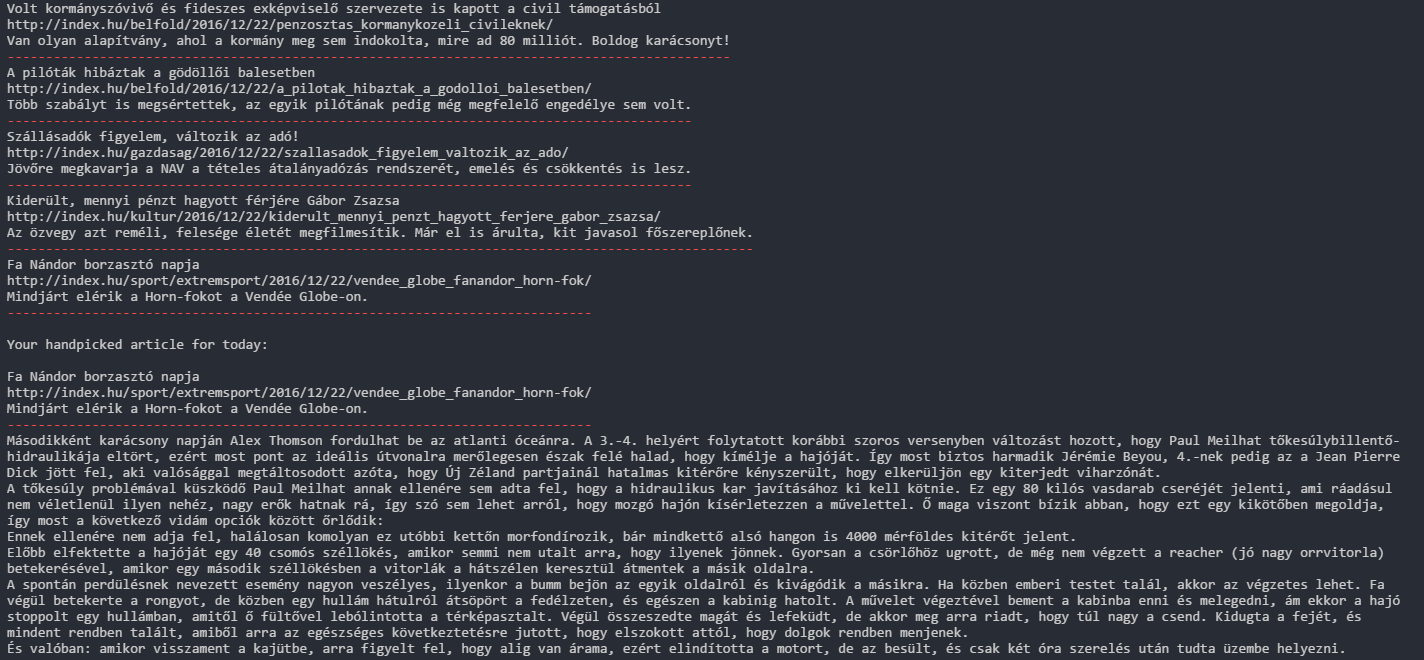 Volt kormányszóvivő és fideszes exképviselő szervezete is kapott a civil támogatásból
http://index.hu/belfold/2016/12/22/penzosztas_kormanykozeli_civileknek/
Van olyan alapítvány, ahol a kormány meg sem indokolta, mire ad 80 milliót. Boldog karácsonyt!
----------------------------------------------------------------------------------------------
A pilóták hibáztak a gödöllői balesetben
http://index.hu/belfold/2016/12/22/a_pilotak_hibaztak_a_godolloi_balesetben/
Több szabályt is megsértettek, az egyik pilótának pedig még megfelelő engedélye sem volt.
-----------------------------------------------------------------------------------------
Szállásadók figyelem, változik az adó!
http://index.hu/gazdasag/2016/12/22/szallasadok_figyelem_valtozik_az_ado/
Jövőre megkavarja a NAV a tételes átalányadózás rendszerét, emelés és csökkentés is lesz.
-----------------------------------------------------------------------------------------
Kiderült, mennyi pénzt hagyott férjére Gábor Zsazsa
http://index.hu/kultur/2016/12/22/kiderult_mennyi_penzt_hagyott_ferjere_gabor_zsazsa/
Az özvegy azt reméli, felesége életét megfilmesítik. Már el is árulta, kit javasol főszereplőnek.
-------------------------------------------------------------------------------------------------
Fa Nándor borzasztó napja
http://index.hu/sport/extremsport/2016/12/22/vendee_globe_fanandor_horn-fok/
Mindjárt elérik a Horn-fokot a Vendée Globe-on.
----------------------------------------------------------------------------
Your handpicked article for today:
Fa Nándor borzasztó napja
http://index.hu/sport/extremsport/2016/12/22/vendee_globe_fanandor_horn-fok/
Mindjárt elérik a Horn-fokot a Vendée Globe-on.
----------------------------------------------------------------------------
Másodikként karácsony napján Alex Thomson fordulhat be az atlanti óceánra. A 3.-4. helyért folytatott korábbi szoros versenyben változást hozott, hogy Paul Meilhat tőkesúlybillentő-
hidraulikája eltört, ezért most pont az ideális útvonalra merőlegesen észak felé halad, hogy kímélje a hajóját. Így most biztos harmadik Jérémie Beyou, 4.-nek pedig az a Jean Pierre
Dick jött fel, aki valósággal megtáltosodott azóta, hogy Új Zéland partjainál hatalmas kitérőre kényszerült, hogy elkerüljön egy kiterjedt viharzónát.
A tőkesúly problémával küszködő Paul Meilhat annak ellenére sem adta fel, hogy a hidraulikus kar javításához ki kell kötnie. Ez egy 80 kilós vasdarab cseréjét jelenti, ami ráadásul
nem véletlenül ilyen nehéz, nagy erők hatnak rá, így szó sem lehet arról, hogy mozgó hajón kísérletezzen a művelettel. Ő maga viszont bízik abban, hogy ezt egy kikötőben megoldja,
így most a következő vidám opciók között őrlődik:
Ennek ellenére nem adja fel, halálosan komolyan ez utóbbi kettőn morfondírozik, bár mindkettő alsó hangon is 4000 mérföldes kitérőt jelent.
Előbb elfektette a hajóját egy 40 csomós széllökés, amikor semmi nem utalt arra, hogy ilyenek jönnek. Gyorsan a csörlőhöz ugrott, de még nem végzett a reacher (jó nagy orrvitorla)
betekerésével, amikor egy második széllökésben a vitorlák a hátszélen keresztül átmentek a másik oldalra.
A spontán perdülésnek nevezett esemény nagyon veszélyes, ilyenkor a bumm bejön az egyik oldalról és kivágódik a másikra. Ha közben emberi testet talál, akkor az végzetes lehet. Fa
végül betekerte a rongyot, de közben egy hullám hátulról átsöpört a fedélzeten, és egészen a kabinig hatolt. A művelet végeztével bement a kabinba enni és melegedni, ám ekkor a hajó
stoppolt egy hullámban, amitől ő fültővel lebólintotta a térképasztalt. Végül összeszedte magát és lefeküdt, de akkor meg arra riadt, hogy túl nagy a csend. Kidugta a fejét, és
mindent rendben talált, amiből arra az egészséges következtetésre jutott, hogy elszokott attól, hogy dolgok rendben menjenek.
És valóban: amikor visszament a kajütbe, arra figyelt fel, hogy alig van árama, ezért elindította a motort, de az besült, és csak két óra szerelés után tudta üzembe helyezni.